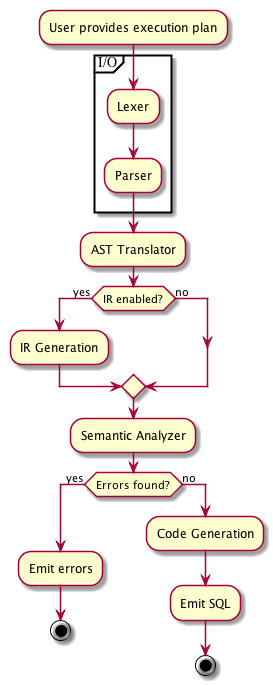 User provides execution plan
I/O
Lexer
Parser
AST Translator
yes
IR enabled?
no
IR Generation
Semantic Analyzer
yes
Errors found?
no
Code Generation
Emit errors
Emit SQL